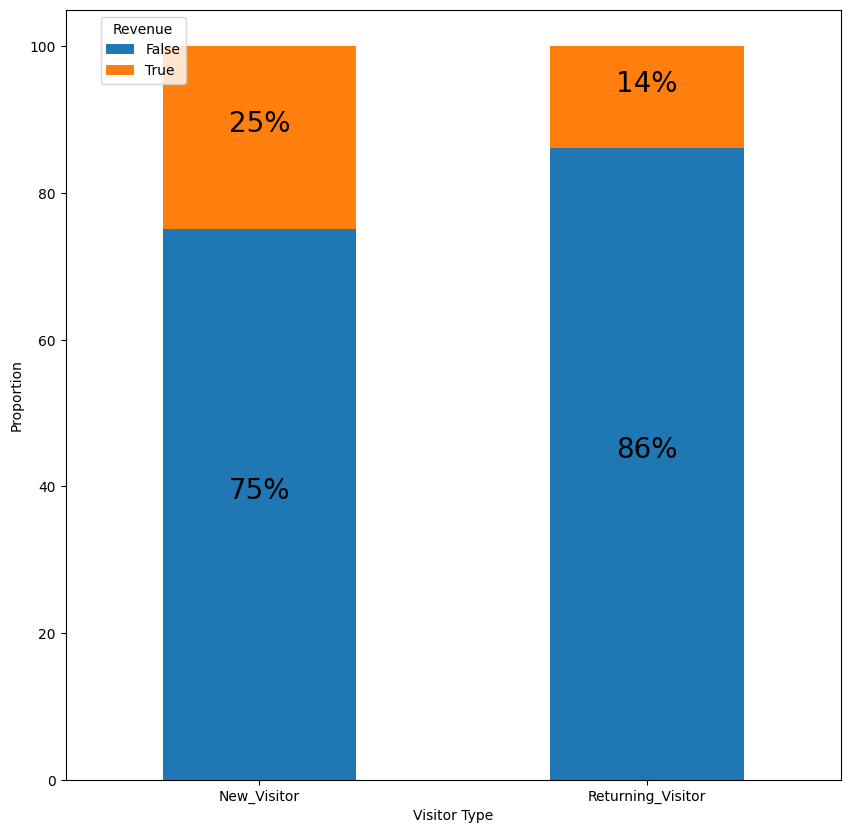 Revenue
False
True
100
80
60
40
20
0
Proportion
25%
14%
75%
86%
New_Visitor
Returning_Visitor
Visitor Type